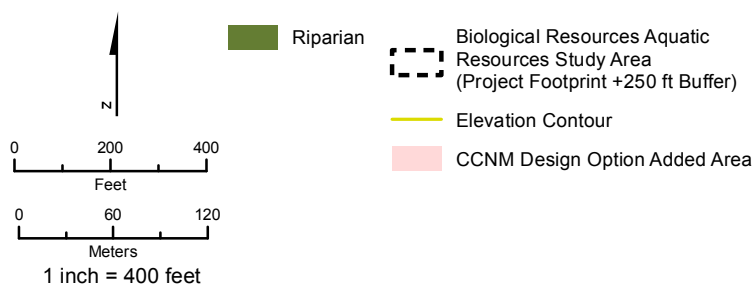 N
0 200 400
Feet
0 60 120
Meters
1 inch = 400 feet
Riparian
Biological Resources Aquatic
Resources Study Area
(Project Footprint +250 ft Buffer)
Elevation Contour
CCNM Design Option Added Area